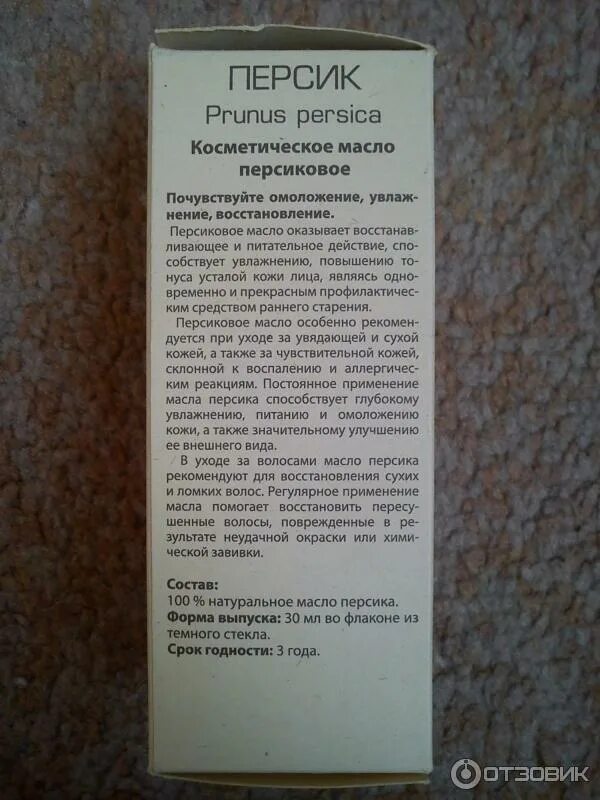 ПЕРСИК
Prunus persica
Косметическое масло
персиковое
Почувствуйте омоложение, увлаж-
нение, восстановление.
Персиковое масло оказывает восстанав-
ливающее и питательное действие, спо-
собствует увлажнению, повышению то-
нуса усталой кожи лица, являясь одно-
временно и прекрасным профилактичес-
ким средством раннего старения.
Персиковое масло особенно рекомен-
дуется при уходе за увядающей и сухой
кожей, а также за чувствительной кожей,
склонной к воспалению и аллергичес-
ким реакциям. Постоянное применение
масла персика способствует глубокому
увлажнению, питанию и омоложению
кожи, а также значительному улучшению
ее внешнего вида.
В уходе за волосами масло персика
рекомендуют для восстановления сухих
и ломких волос. Регулярное применение
масла помогает восстановить пересу-
шенные волосы, поврежденные в ре-
зультате неудачной окраски или хими-
ческой завивки.
Состав:
100 % натуральное масло персика.
Форма выпуска: 30 мл во флаконе из
темного стекла.
Срок годности: 3 года.
ОТЗОВИК